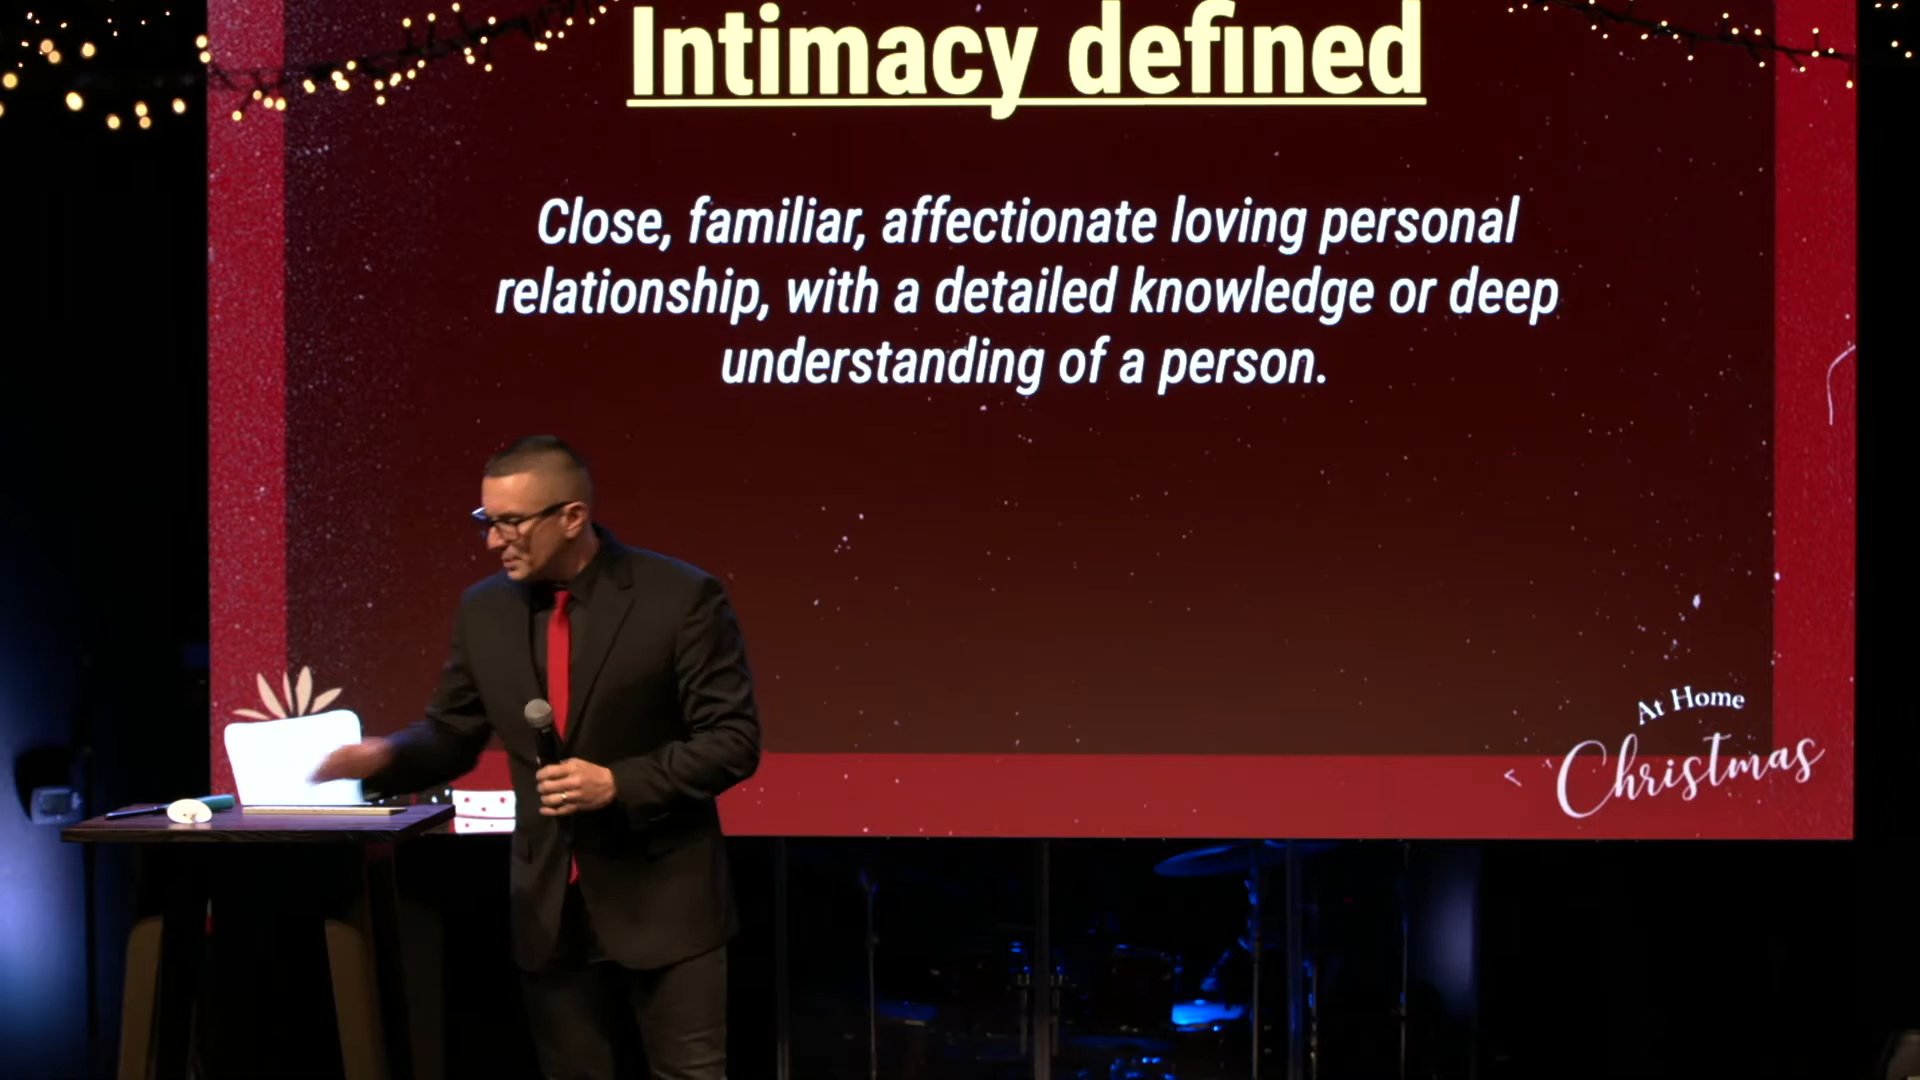 Intimacy defined
Close, familiar, affectionate loving personal
relationship, with a detailed knowledge or deep
understanding of a person.
At Home
Christmas